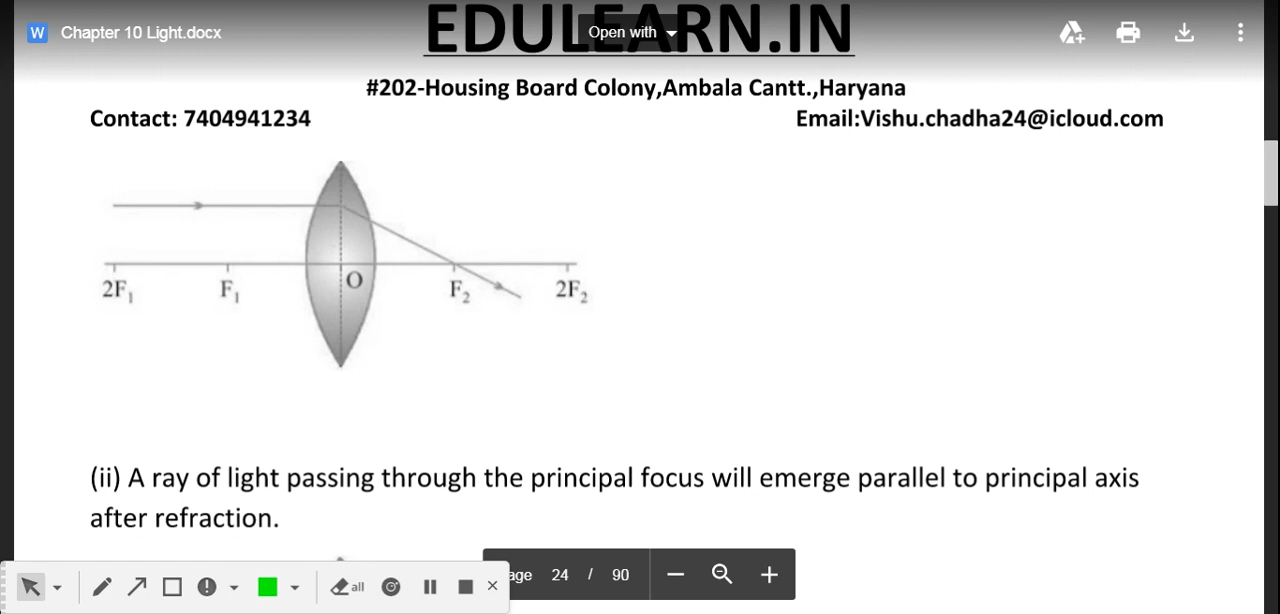 W Chapter 10 Light.docx
Open with
EDULEARN.IN
#202-Housing Board Colony,Ambala Cantt.,Haryana
Contact: 7404941234 Email:Vishu.chadha24@icloud.com
O
2F₁ F₁ F₂ 2F₂
(ii) A ray of light passing through the principal focus will emerge parallel to principal axis
after refraction.
age 24 / 90
all